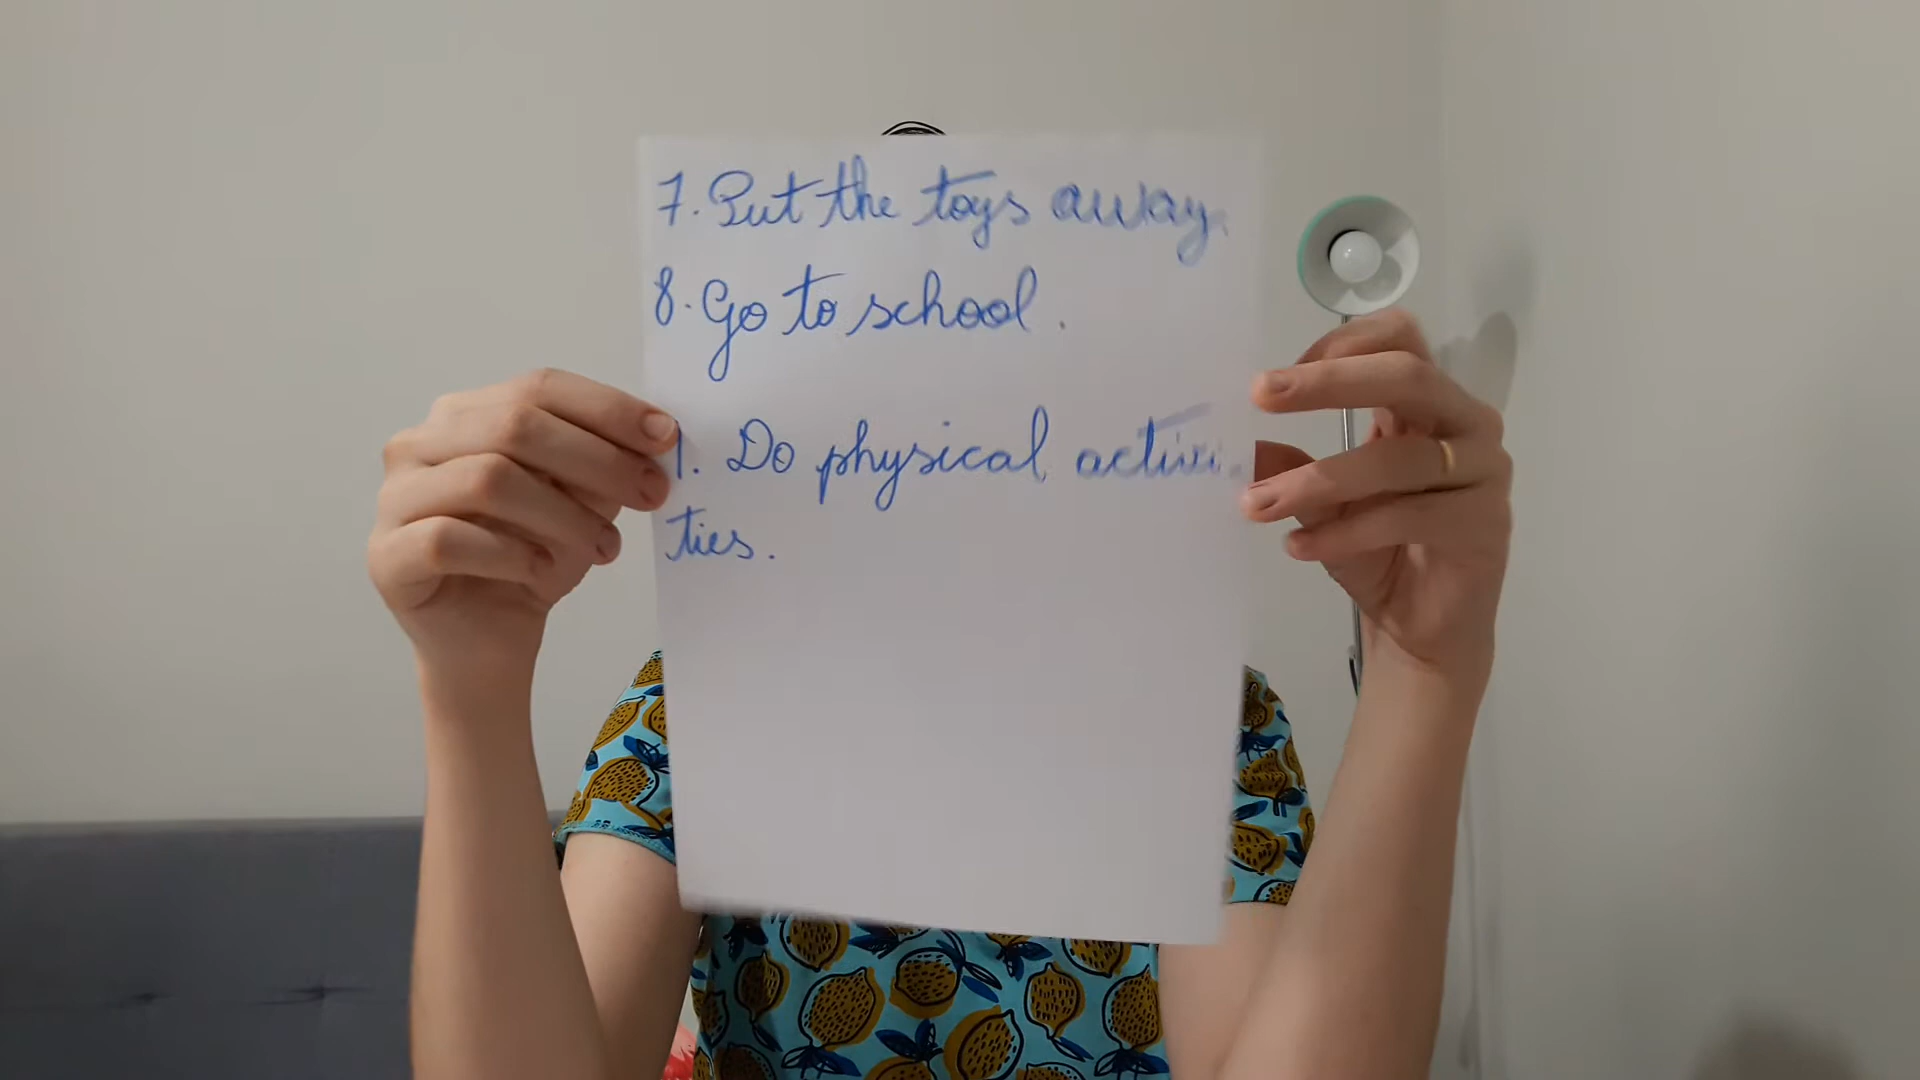 7. Put the toys away.
8. Go to school.
Do physical activi-
ties.